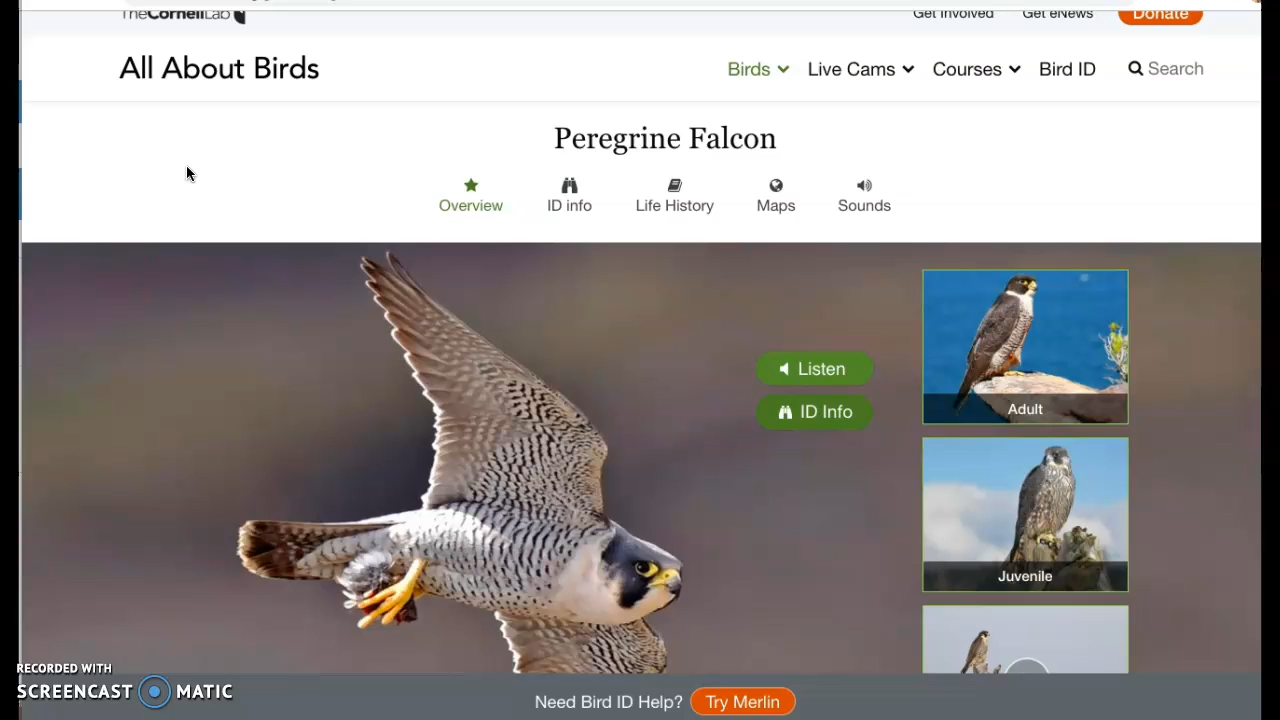 TheCornellLab
Get Involved Get eNews Donate
All About Birds
Birds Live Cams Courses Bird ID Search
Peregrine Falcon
Overview ID info Life History Maps Sounds
Listen
ID Info
Adult
Juvenile
RECORDED WITH
SCREENCAST MATIC
Need Bird ID Help? Try Merlin